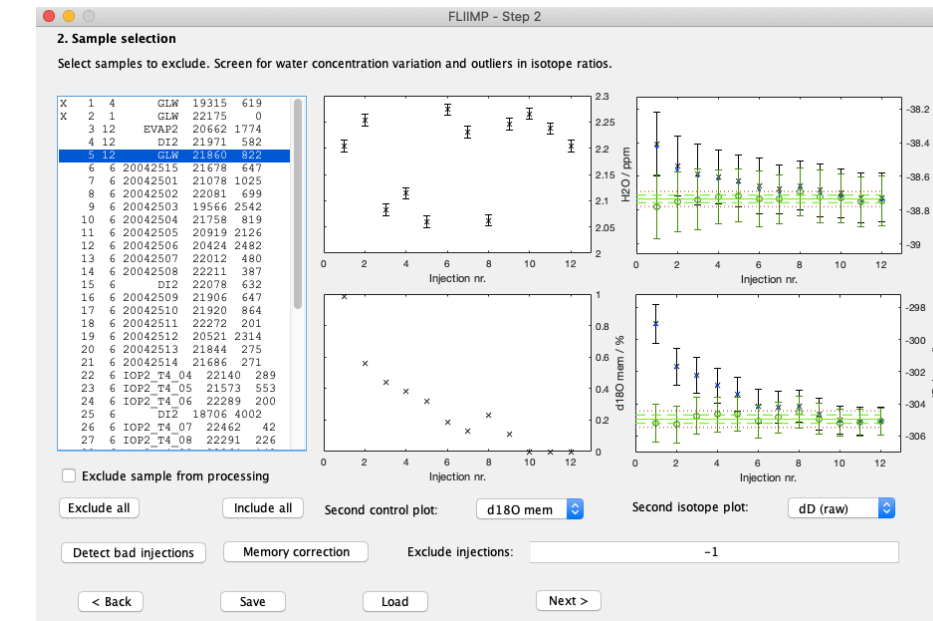 FLIIMP - Step 2
2. Sample selection
Select samples to exclude. Screen for water concentration variation and outliers in isotope ratios.
X 1 4 GLW 19315 619
X 2 1 GLW 22175 0
3 12 EVAP2 20662 1774
4 12 DI2 21971 582
5 12 GLW 21860 822
6 6 20042515 21678 647
7 6 20042501 21078 1025
8 6 20042502 22081 699
9 6 20042503 19566 2542
10 6 20042504 21758 819
11 6 20042505 20919 2126
12 6 20042506 20424 2482
13 6 20042507 22012 480
14 6 20042508 22211 387
15 6 DI2 22078 632
16 6 20042509 21906 647
17 6 20042510 21920 864
18 6 20042511 22272 201
19 6 20042512 20521 2314
20 6 20042513 21844 275
21 6 20042514 21686 271
22 6 IOP2_T4_04 22140 289
23 6 IOP2_T4_05 21573 553
24 6 IOP2_T4_06 22289 200
25 6 DI2 18706 4002
26 6 IOP2_T4_07 22462 42
27 6 IOP2_T4_08 22291 226
2.3
2.25
2.2
2.15
2.1
2.05
2
H2O / ppm
0 2 4 6 8 10 12
Injection nr.
-38.2
-38.4
-38.6
-38.8
-39
0 2 4 6 8 10 12
Injection nr.
1
0.8
0.6
0.4
0.2
0
d18O mem / %
0 2 4 6 8 10 12
Injection nr.
-298
-300
-302
-304
-306
0 2 4 6 8 10 12
Injection nr.
Exclude sample from processing
Exclude all
Include all
Second control plot:
d18O mem
Second isotope plot:
dD (raw)
Detect bad injections
Memory correction
Exclude injections:
-1
< Back
Save
Load
Next >